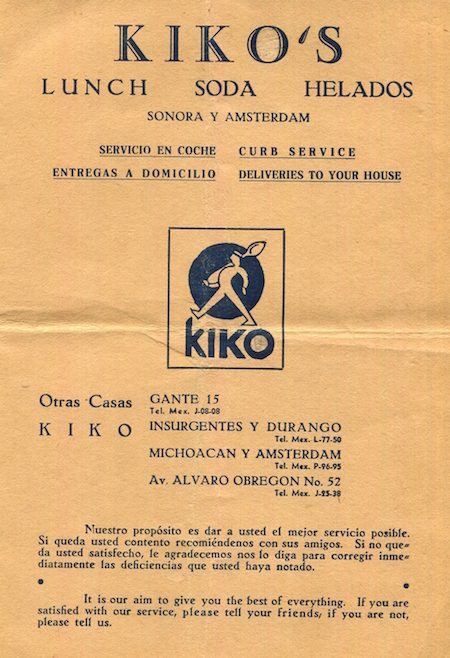 KIKO'S
LUNCH SODA HELADOS
SONORA Y AMSTERDAM
SERVICIO EN COCHE CURB SERVICE
ENTREGAS A DOMICILIO DELIVERIES TO YOUR HOUSE
KIKO
Otras Casas GANTE 15
Tel. Mex. J-08-08
KIKO INSURGENTES Y DURANGO
Tel. Mex. L-77-50
MICHOACAN Y AMSTERDAM
Tel. Mex. P-96-95
Av. ALVARO OBREGON No. 52
Tel. Mex. J-25-38
Nuestro propósito es dar a usted el mejor servicio posible.
Si queda usted contento recomiéndenos con sus amigos. Si no que-
da usted satisfecho, le agradecemos nos lo diga para corregir inme-
diatamente las deficiencias que usted haya notado.
It is our aim to give you the best of everything. If you are
satisfied with our service, please tell your friends, if you are not,
please tell us.